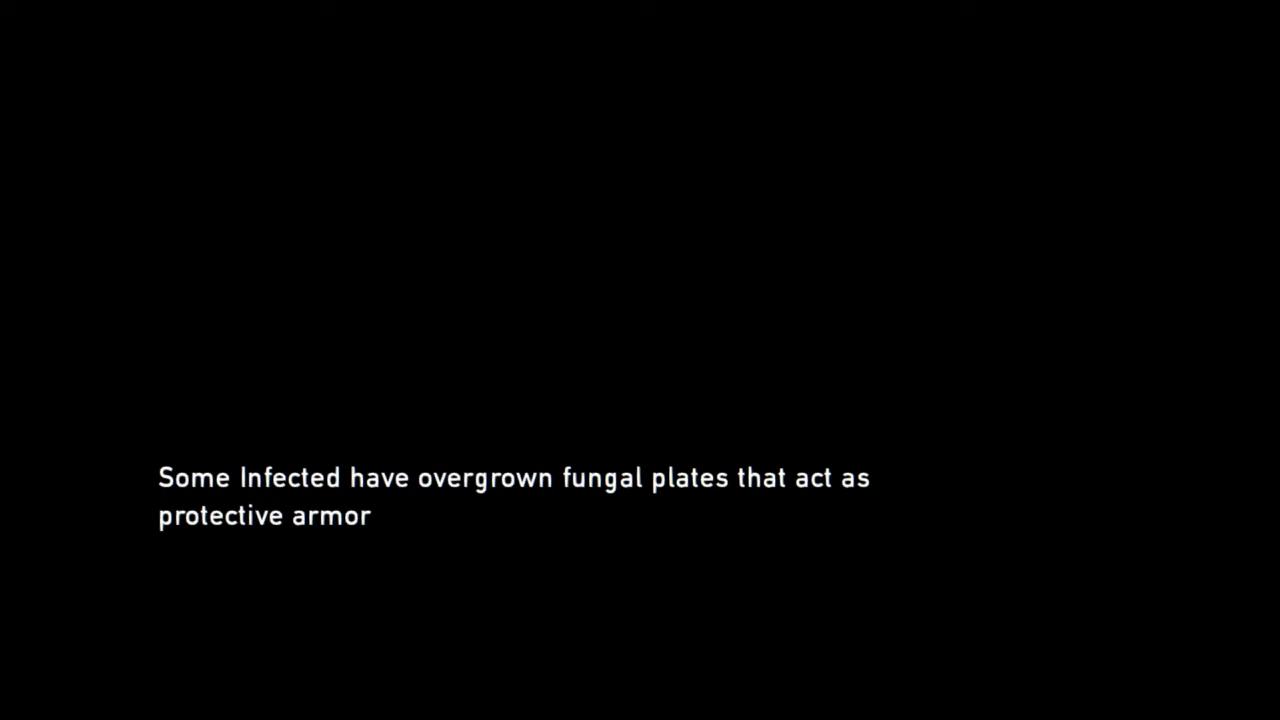 Some Infected have overgrown fungal plates that act as
protective armor